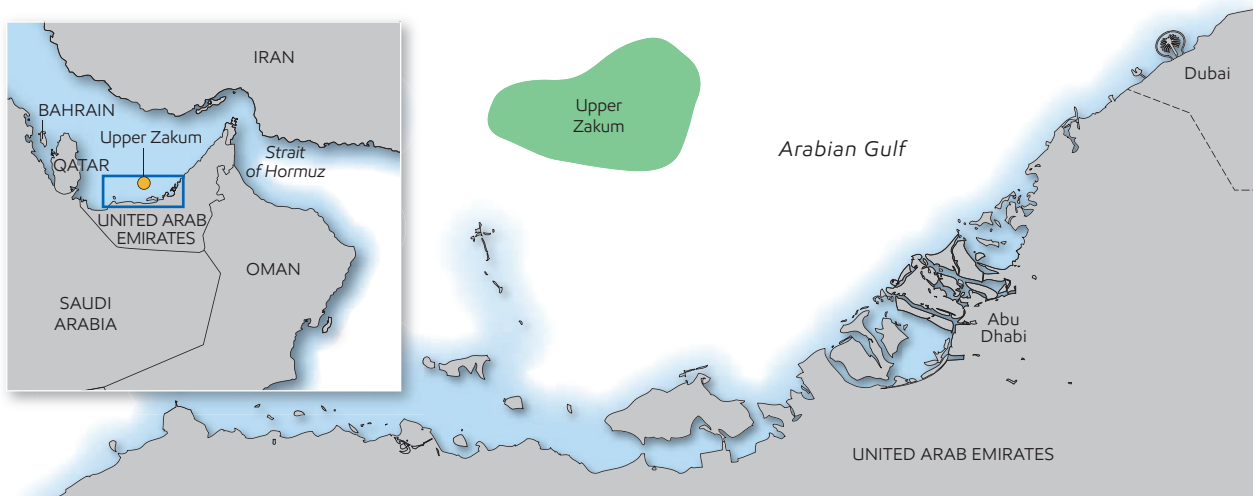 IRAN
BAHRAIN
Upper Zakum
QATAR
Strait
of Hormuz
UNITED ARAB
EMIRATES
OMAN
SAUDI
ARABIA
Upper
Zakum
Arabian Gulf
Dubai
Abu
Dhabi
UNITED ARAB EMIRATES